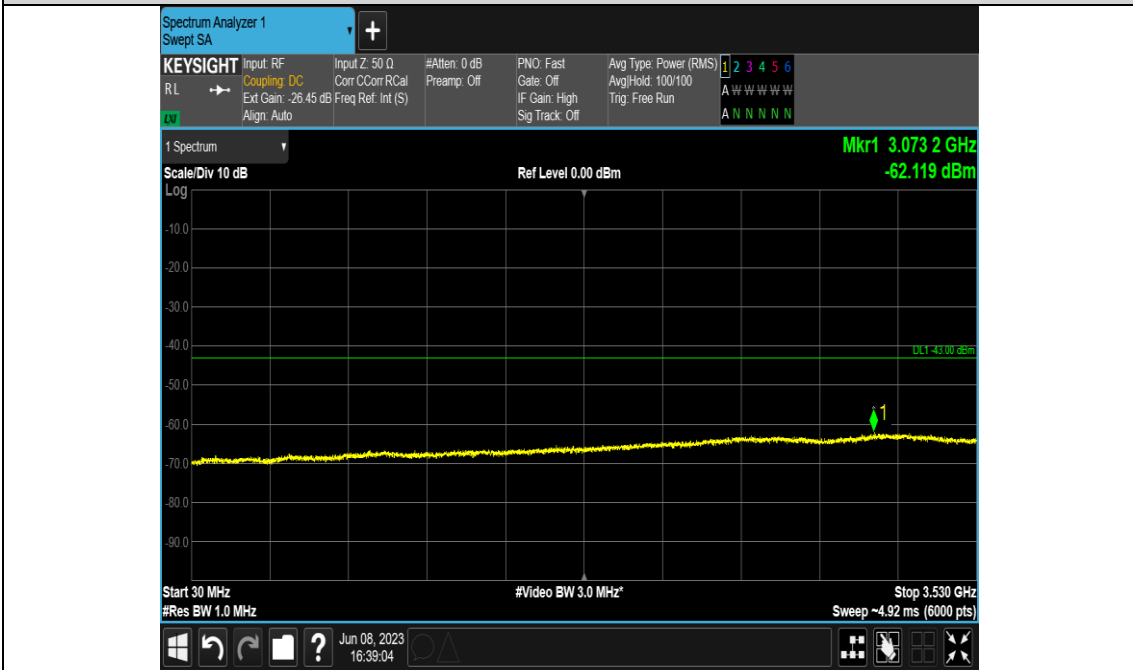 Spectrum Analyzer 1
Swept SA
+
KEYSIGHT
RL
LXI
Input: RF
Coupling: DC
Ext Gain: -26.45 dB
Align: Auto
Input Z: 50 Ω
Corr CCorr RCal
Freq Ref: Int (S)
#Atten: 0 dB
Preamp: Off
PNO: Fast
Gate: Off
IF Gain: High
Sig Track: Off
Avg Type: Power (RMS)
Avg|Hold: 100/100
Trig: Free Run
1 2 3 4 5 6
A W W W W W
A N N N N N
1 Spectrum
Mkr1 3.073 2 GHz
Scale/Div 10 dB
Ref Level 0.00 dBm
-62.119 dBm
Log
-10.0
-20.0
-30.0
-40.0
DL1 -43.00 dBm
-50.0
1
-60.0
-70.0
-80.0
-90.0
Start 30 MHz
#Video BW 3.0 MHz*
Stop 3.530 GHz
#Res BW 1.0 MHz
Sweep ~4.92 ms (6000 pts)
?
Jun 08, 2023
16:39:04